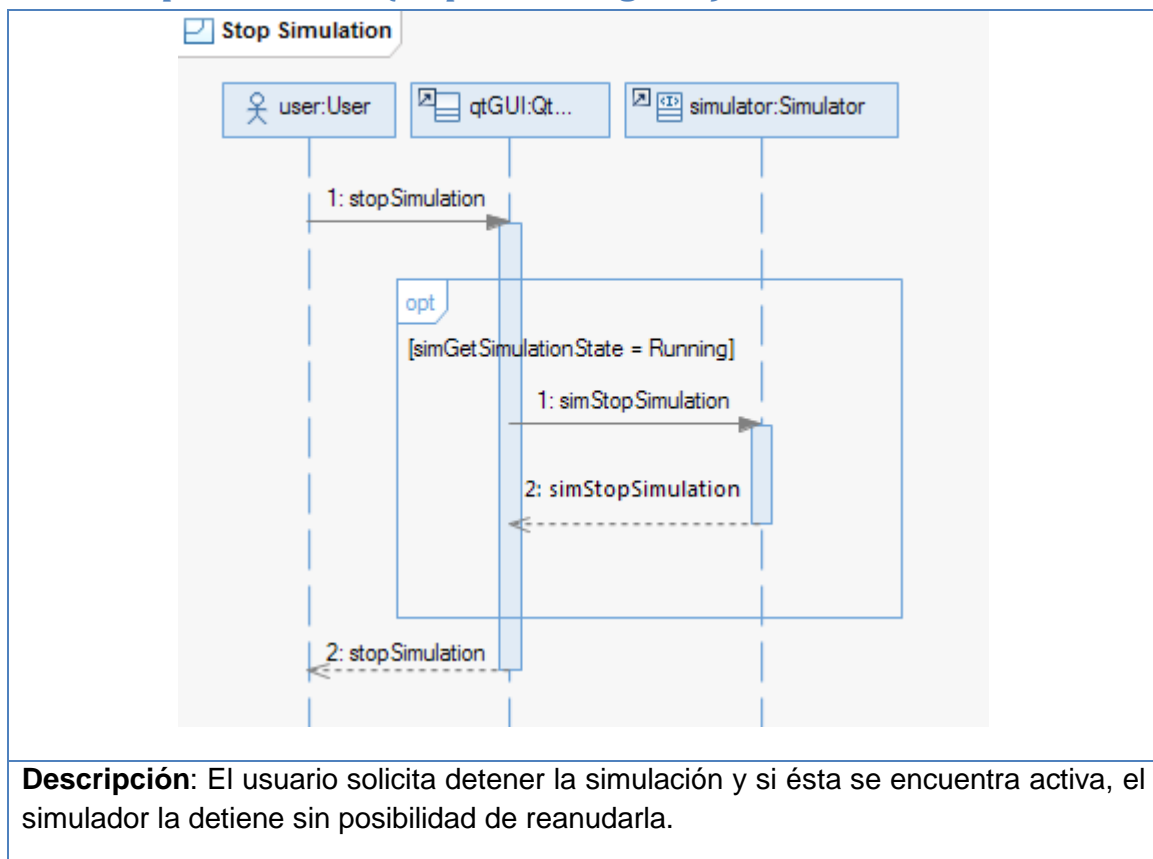 Stop Simulation
user:User
qtGUI:Qt...
simulator:Simulator
1: stopSimulation
opt
[simGetSimulationState = Running]
1: simStopSimulation
2: simStopSimulation
2: stopSimulation
Descripción: El usuario solicita detener la simulación y si ésta se encuentra activa, el
simulador la detiene sin posibilidad de reanudarla.